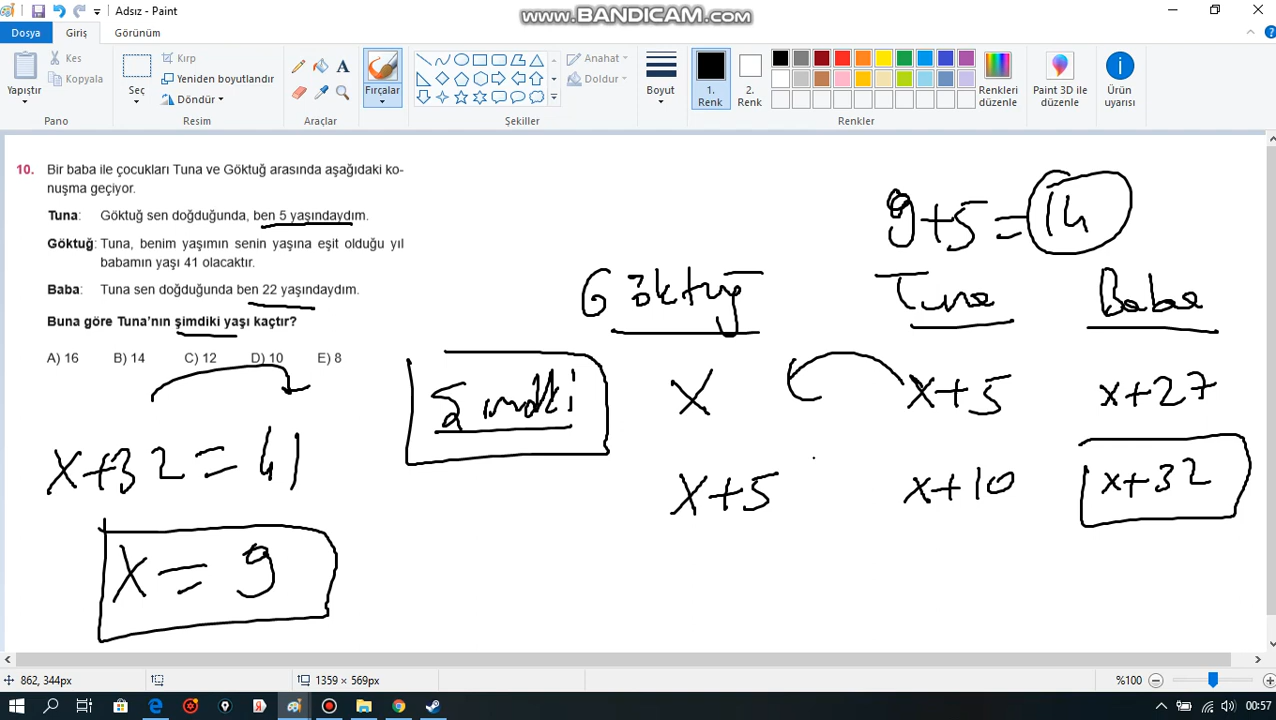 Adsız - Paint
www.BANDICAM.com
Dosya Giriş Görünüm
Yapıştır
Kes
Kopyala
Pano
Seç
Kırp
Yeniden boyutlandır
Döndür
Resim
A
Araçlar
Fırçalar
Anahat
Doldur
Şekiller
Boyut
1. Renk
2. Renk
Renkleri düzenle
Paint 3D ile düzenle
Ürün uyarısı
Renkler
10. Bir baba ile çocukları Tuna ve Göktuğ arasında aşağıdaki ko-
nuşma geçiyor.
Tuna: Göktuğ sen doğduğunda, ben 5 yaşındaydım.
Göktuğ: Tuna, benim yaşımın senin yaşına eşit olduğu yıl
babamın yaşı 41 olacaktır.
Baba: Tuna sen doğduğunda ben 22 yaşındaydım.
Buna göre Tuna'nın şimdiki yaşı kaçtır?
A) 16 B) 14 C) 12 D) 10 E) 8
9+5=14
Göktuğ Tuna Baba
Şimdiki x x+5 x+27
x+5 x+10 x+32
x+32=41
x=9
862, 344px
1359 × 569px
%100
00:57